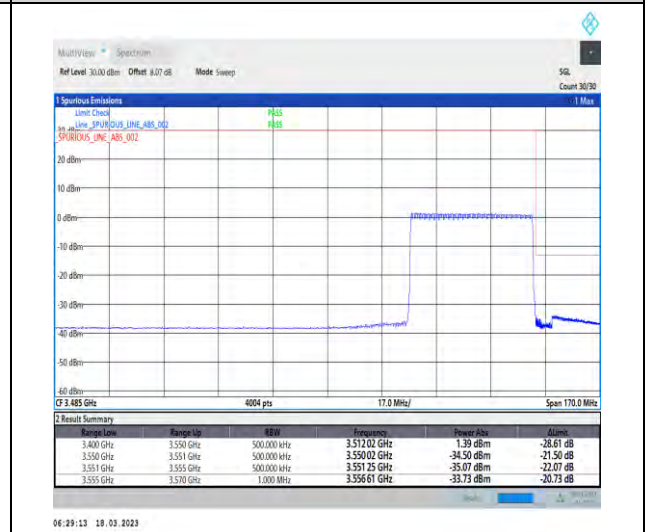 MultiView Spectrum
Ref Level 30.00 dBm Offset 8.07 dB Mode Sweep SGL
Count 30/30
1 Spurious Emissions 1 Max
Limit Check PASS
Line _SPURIOUS_LINE_ABS_002 PASS
30 dBm
_SPURIOUS_LINE_ABS_002
20 dBm
10 dBm
0 dBm
-10 dBm
-20 dBm
-30 dBm
-40 dBm
-50 dBm
-60 dBm
CF 3.485 GHz 4004 pts 17.0 MHz/ Span 170.0 MHz
2 Result Summary
Range Low Range Up RBW Frequency Power Abs ΔLimit
3.400 GHz 3.550 GHz 500.000 kHz 3.512 02 GHz 1.39 dBm -28.61 dB
3.550 GHz 3.551 GHz 500.000 kHz 3.550 02 GHz -34.50 dBm -21.50 dB
3.551 GHz 3.555 GHz 500.000 kHz 3.551 25 GHz -35.07 dBm -22.07 dB
3.555 GHz 3.570 GHz 1.000 MHz 3.556 61 GHz -33.73 dBm -20.73 dB
06:29:13 18.03.2023